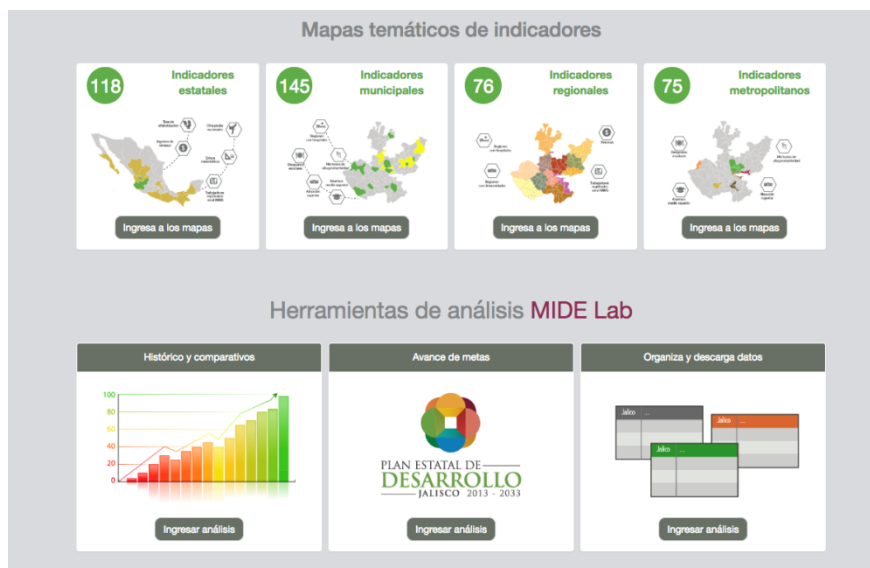 Mapas temáticos de indicadores
118
Indicadores
estatales
145
Indicadores
municipales
76
Indicadores
regionales
75
Indicadores
metropolitanos
Ingresa a los mapas
Ingresa a los mapas
Ingresa a los mapas
Ingresa a los mapas
Herramientas de análisis MIDE Lab
Histórico y comparativos
Avance de metas
Organiza y descarga datos
100
80
60
40
20
0
PLAN ESTATAL DE
DESARROLLO
JALISCO 2013 - 2033
Jalico ...
Jalico ...
Jalico ...
Ingresar análisis
Ingresar análisis
Ingresar análisis